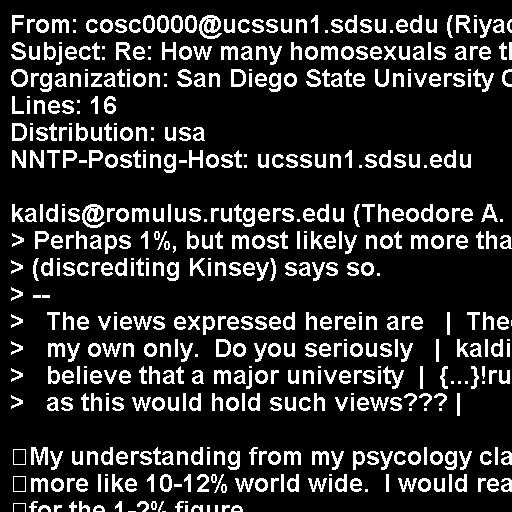 From: cosc0000@ucssun1.sdsu.edu (Riyad
Subject: Re: How many homosexuals are th
Organization: San Diego State University C
Lines: 16
Distribution: usa
NNTP-Posting-Host: ucssun1.sdsu.edu

kaldis@romulus.rutgers.edu (Theodore A.
> Perhaps 1%, but most likely not more tha
> (discrediting Kinsey) says so.
> --
>   The views expressed herein are   |  Theo
>   my own only.  Do you seriously   |  kaldi
>   believe that a major university  |  {...}!ru
>   as this would hold such views??? |

□My understanding from my psycology cla
□more like 10-12% world wide.  I would rea
□for the 1-2% figure